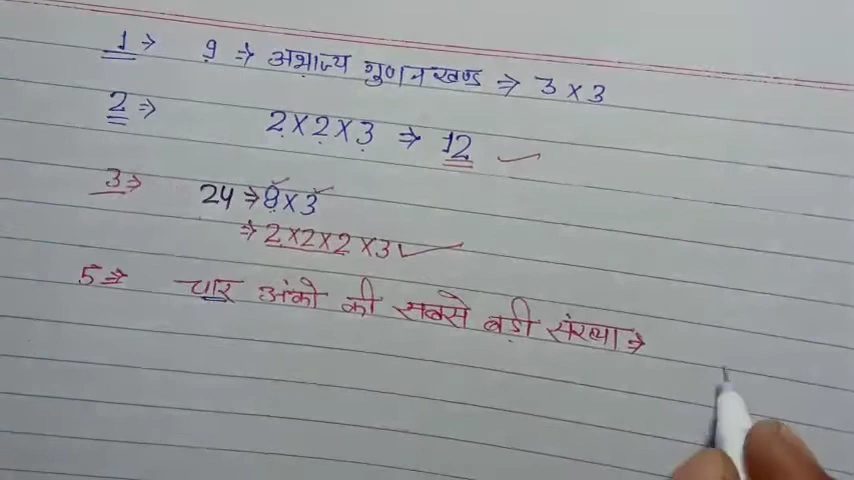 1 ⇒ 9 ⇒ अभाज्य गुणनखण्ड ⇒ 3 × 3
2 ⇒ 2×2×3 ⇒ 12 ✓
3 ⇒ 24 ⇒ 8 × 3
⇒ 2×2×2×3 ✓
5 ⇒ चार अंको की सबसे बडी संख्या ⇒